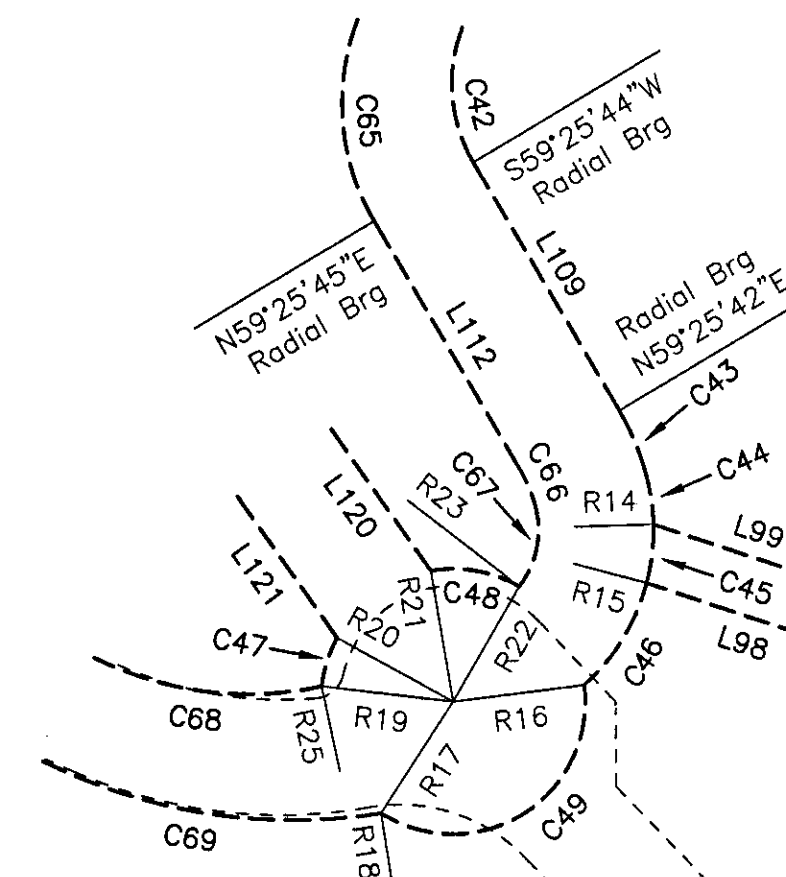 C65
C42
S59°25'44"W
Radial Brg
N59°25'45"E
Radial Brg
L109
L112
Radial Brg
N59°25'42"E
C43
C44
C66
C67
R23
R14
L99
L120
L121
C45
R15
L98
C48
R21
R20
R22
C47
C46
C68
R25
R19
R16
R17
C49
C69
R18